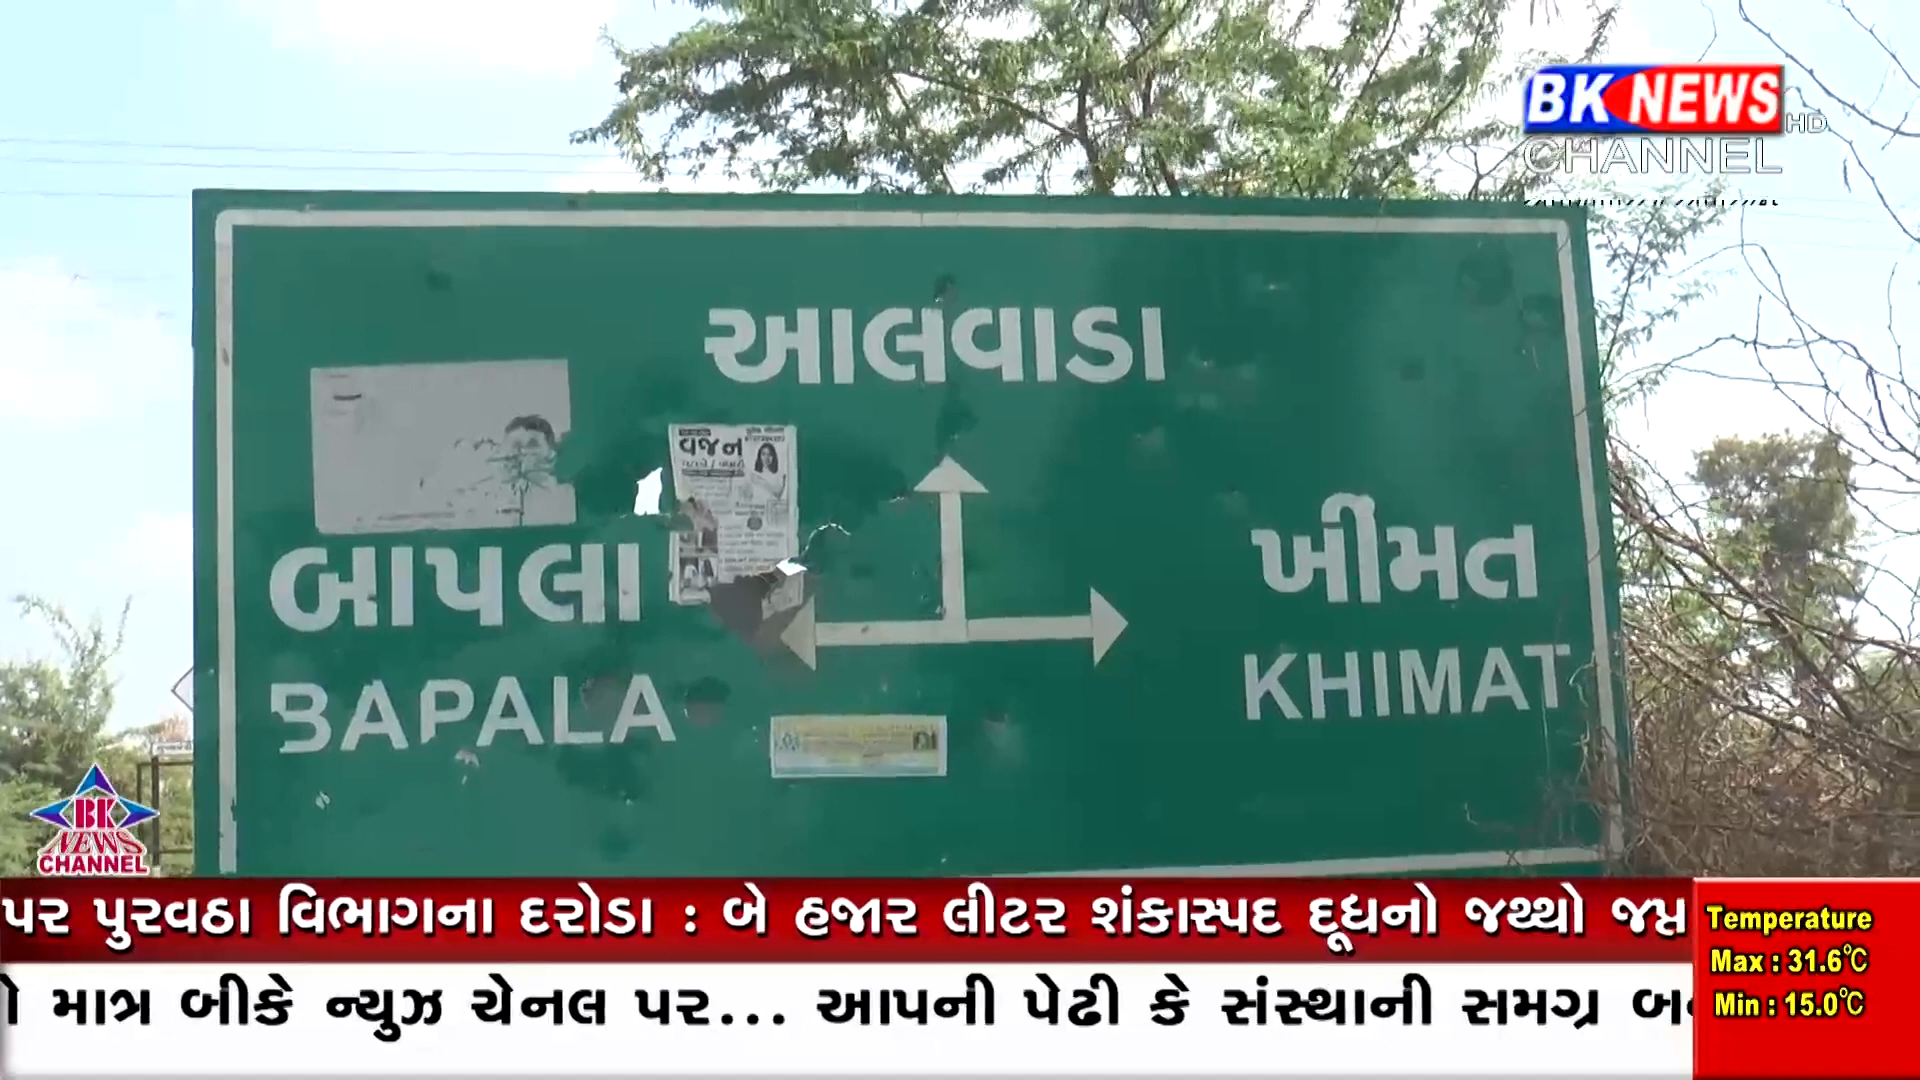 BK NEWS
HD
CHANNEL
આલવાડા
વજન
બાપલા
ખીંમત
BAPALA
KHIMAT
BK
NEWS
CHANNEL
પર પુરવઠા વિભાગના દરોડા : બે હજાર લીટર શંકાસ્પદ દૂધનો જથ્થો જપ્ત
Temperature
Max : 31.6℃
Min : 15.0℃
માત્ર બીકે ન્યુઝ ચેનલ પર... આપની પેઢી કે સંસ્થાની સમગ્ર